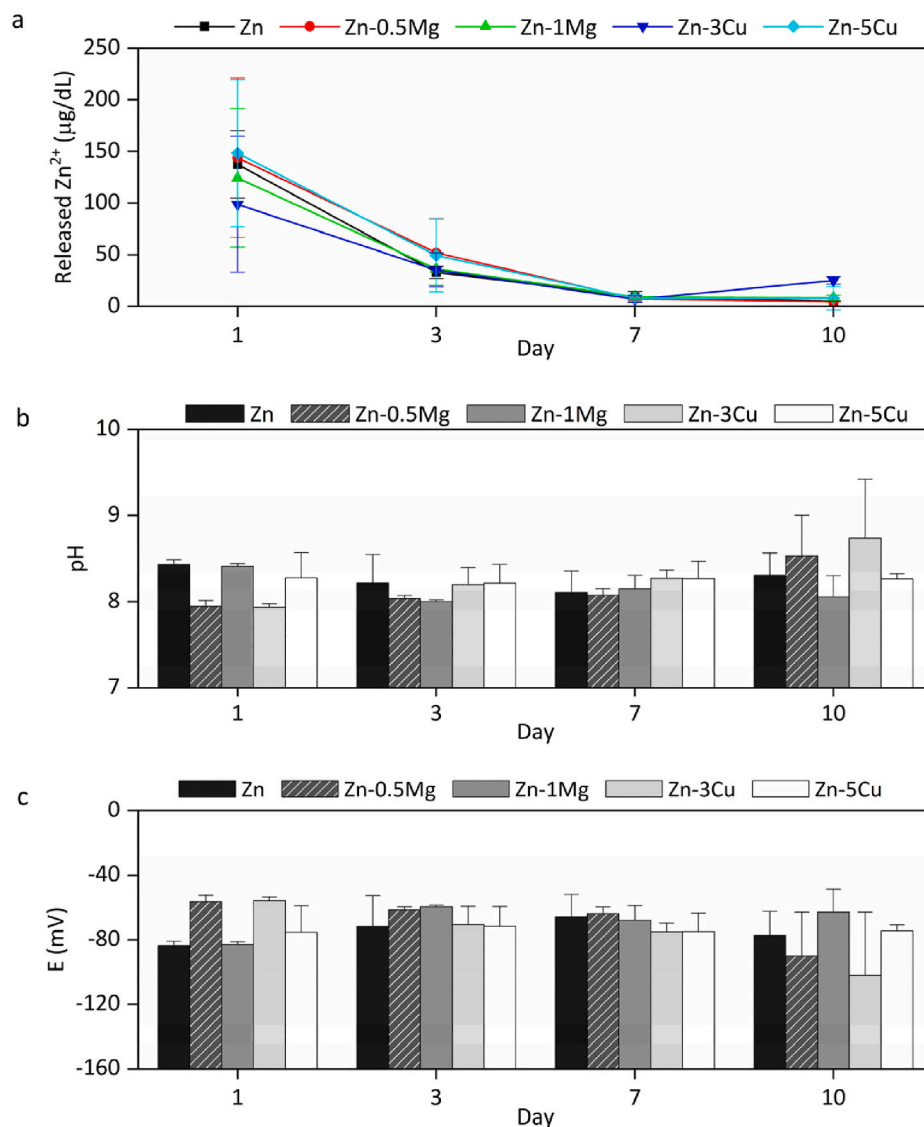 a
Zn Zn-0.5Mg Zn-1Mg Zn-3Cu Zn-5Cu
250
200
150
100
50
0
Released Zn²⁺ (μg/dL)
1 3 7 10
Day
b
Zn Zn-0.5Mg Zn-1Mg Zn-3Cu Zn-5Cu
10
9
8
7
pH
1 3 7 10
Day
c
Zn Zn-0.5Mg Zn-1Mg Zn-3Cu Zn-5Cu
0
-40
-80
-120
-160
E (mV)
1 3 7 10
Day